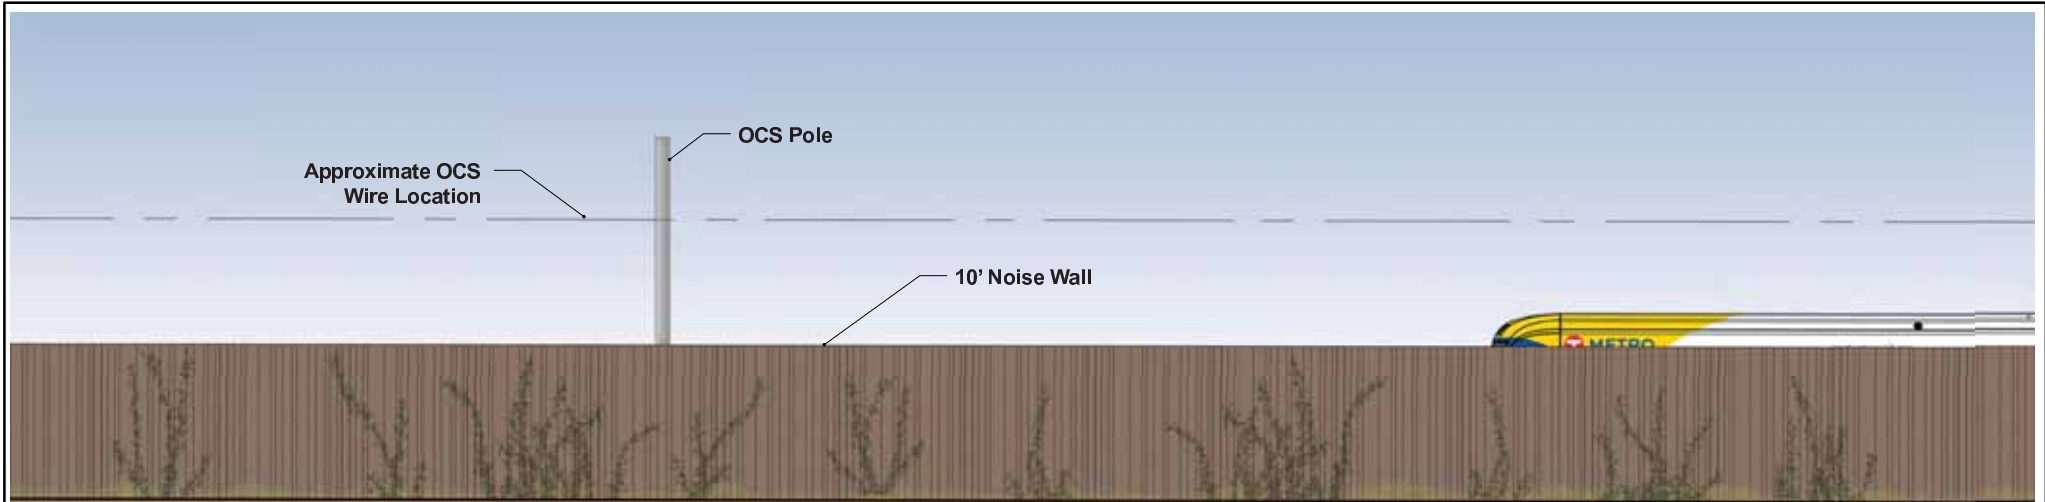 OCS Pole
Approximate OCS
Wire Location
10’ Noise Wall
METRO